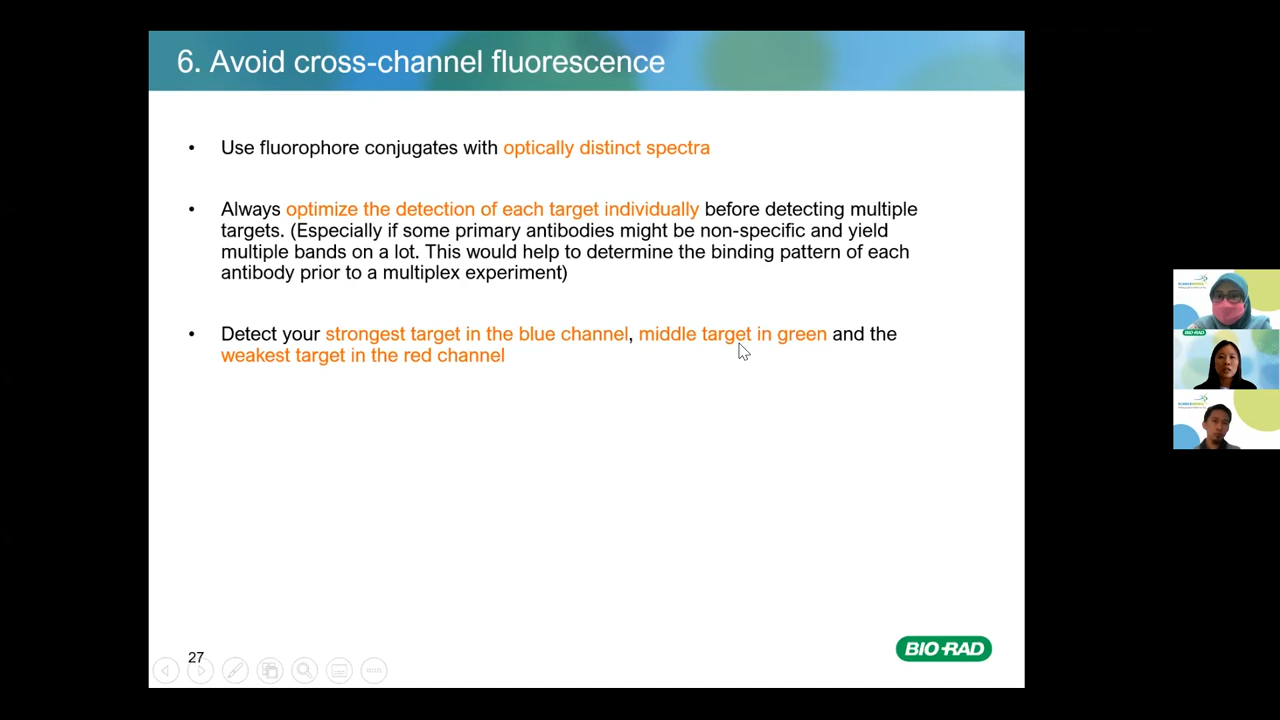 6. Avoid cross-channel fluorescence
• Use fluorophore conjugates with optically distinct spectra
• Always optimize the detection of each target individually before detecting multiple
targets. (Especially if some primary antibodies might be non-specific and yield
multiple bands on a lot. This would help to determine the binding pattern of each
antibody prior to a multiplex experiment)
• Detect your strongest target in the blue channel, middle target in green and the
weakest target in the red channel
27
BIO-RAD
BIO-RAD